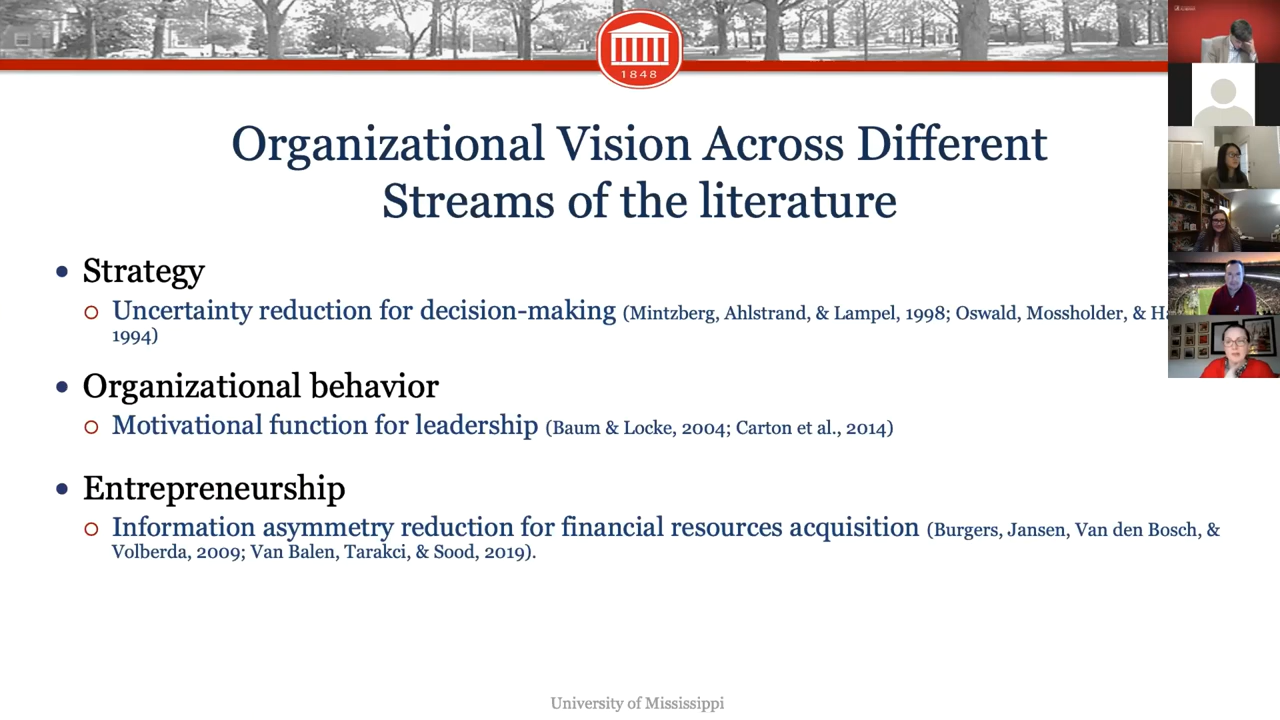 1848
Organizational Vision Across Different
Streams of the literature
• Strategy
○ Uncertainty reduction for decision-making (Mintzberg, Ahlstrand, & Lampel, 1998; Oswald, Mossholder, &
1994)
• Organizational behavior
○ Motivational function for leadership (Baum & Locke, 2004; Carton et al., 2014)
• Entrepreneurship
○ Information asymmetry reduction for financial resources acquisition (Burgers, Jansen, Van den Bosch, &
Volberda, 2009; Van Balen, Tarakci, & Sood, 2019).
University of Mississippi